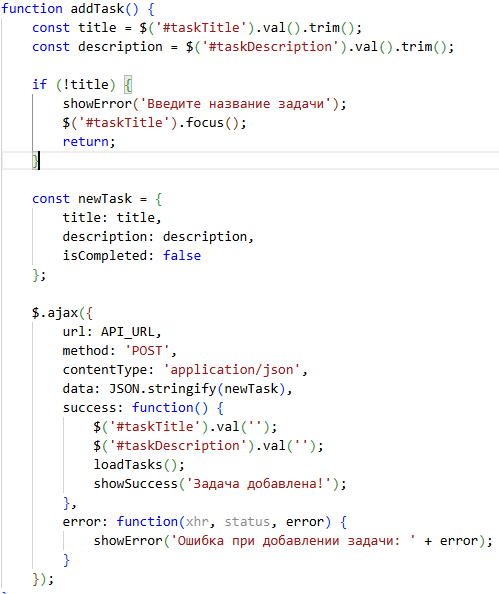 function addTask() {
    const title = $('#taskTitle').val().trim();
    const description = $('#taskDescription').val().trim();

    if (!title) {
        showError('Введите название задачи');
        $('#taskTitle').focus();
        return;
    }

    const newTask = {
        title: title,
        description: description,
        isCompleted: false
    };

    $.ajax({
        url: API_URL,
        method: 'POST',
        contentType: 'application/json',
        data: JSON.stringify(newTask),
        success: function() {
            $('#taskTitle').val('');
            $('#taskDescription').val('');
            loadTasks();
            showSuccess('Задача добавлена!');
        },
        error: function(xhr, status, error) {
            showError('Ошибка при добавлении задачи: ' + error);
        }
    });